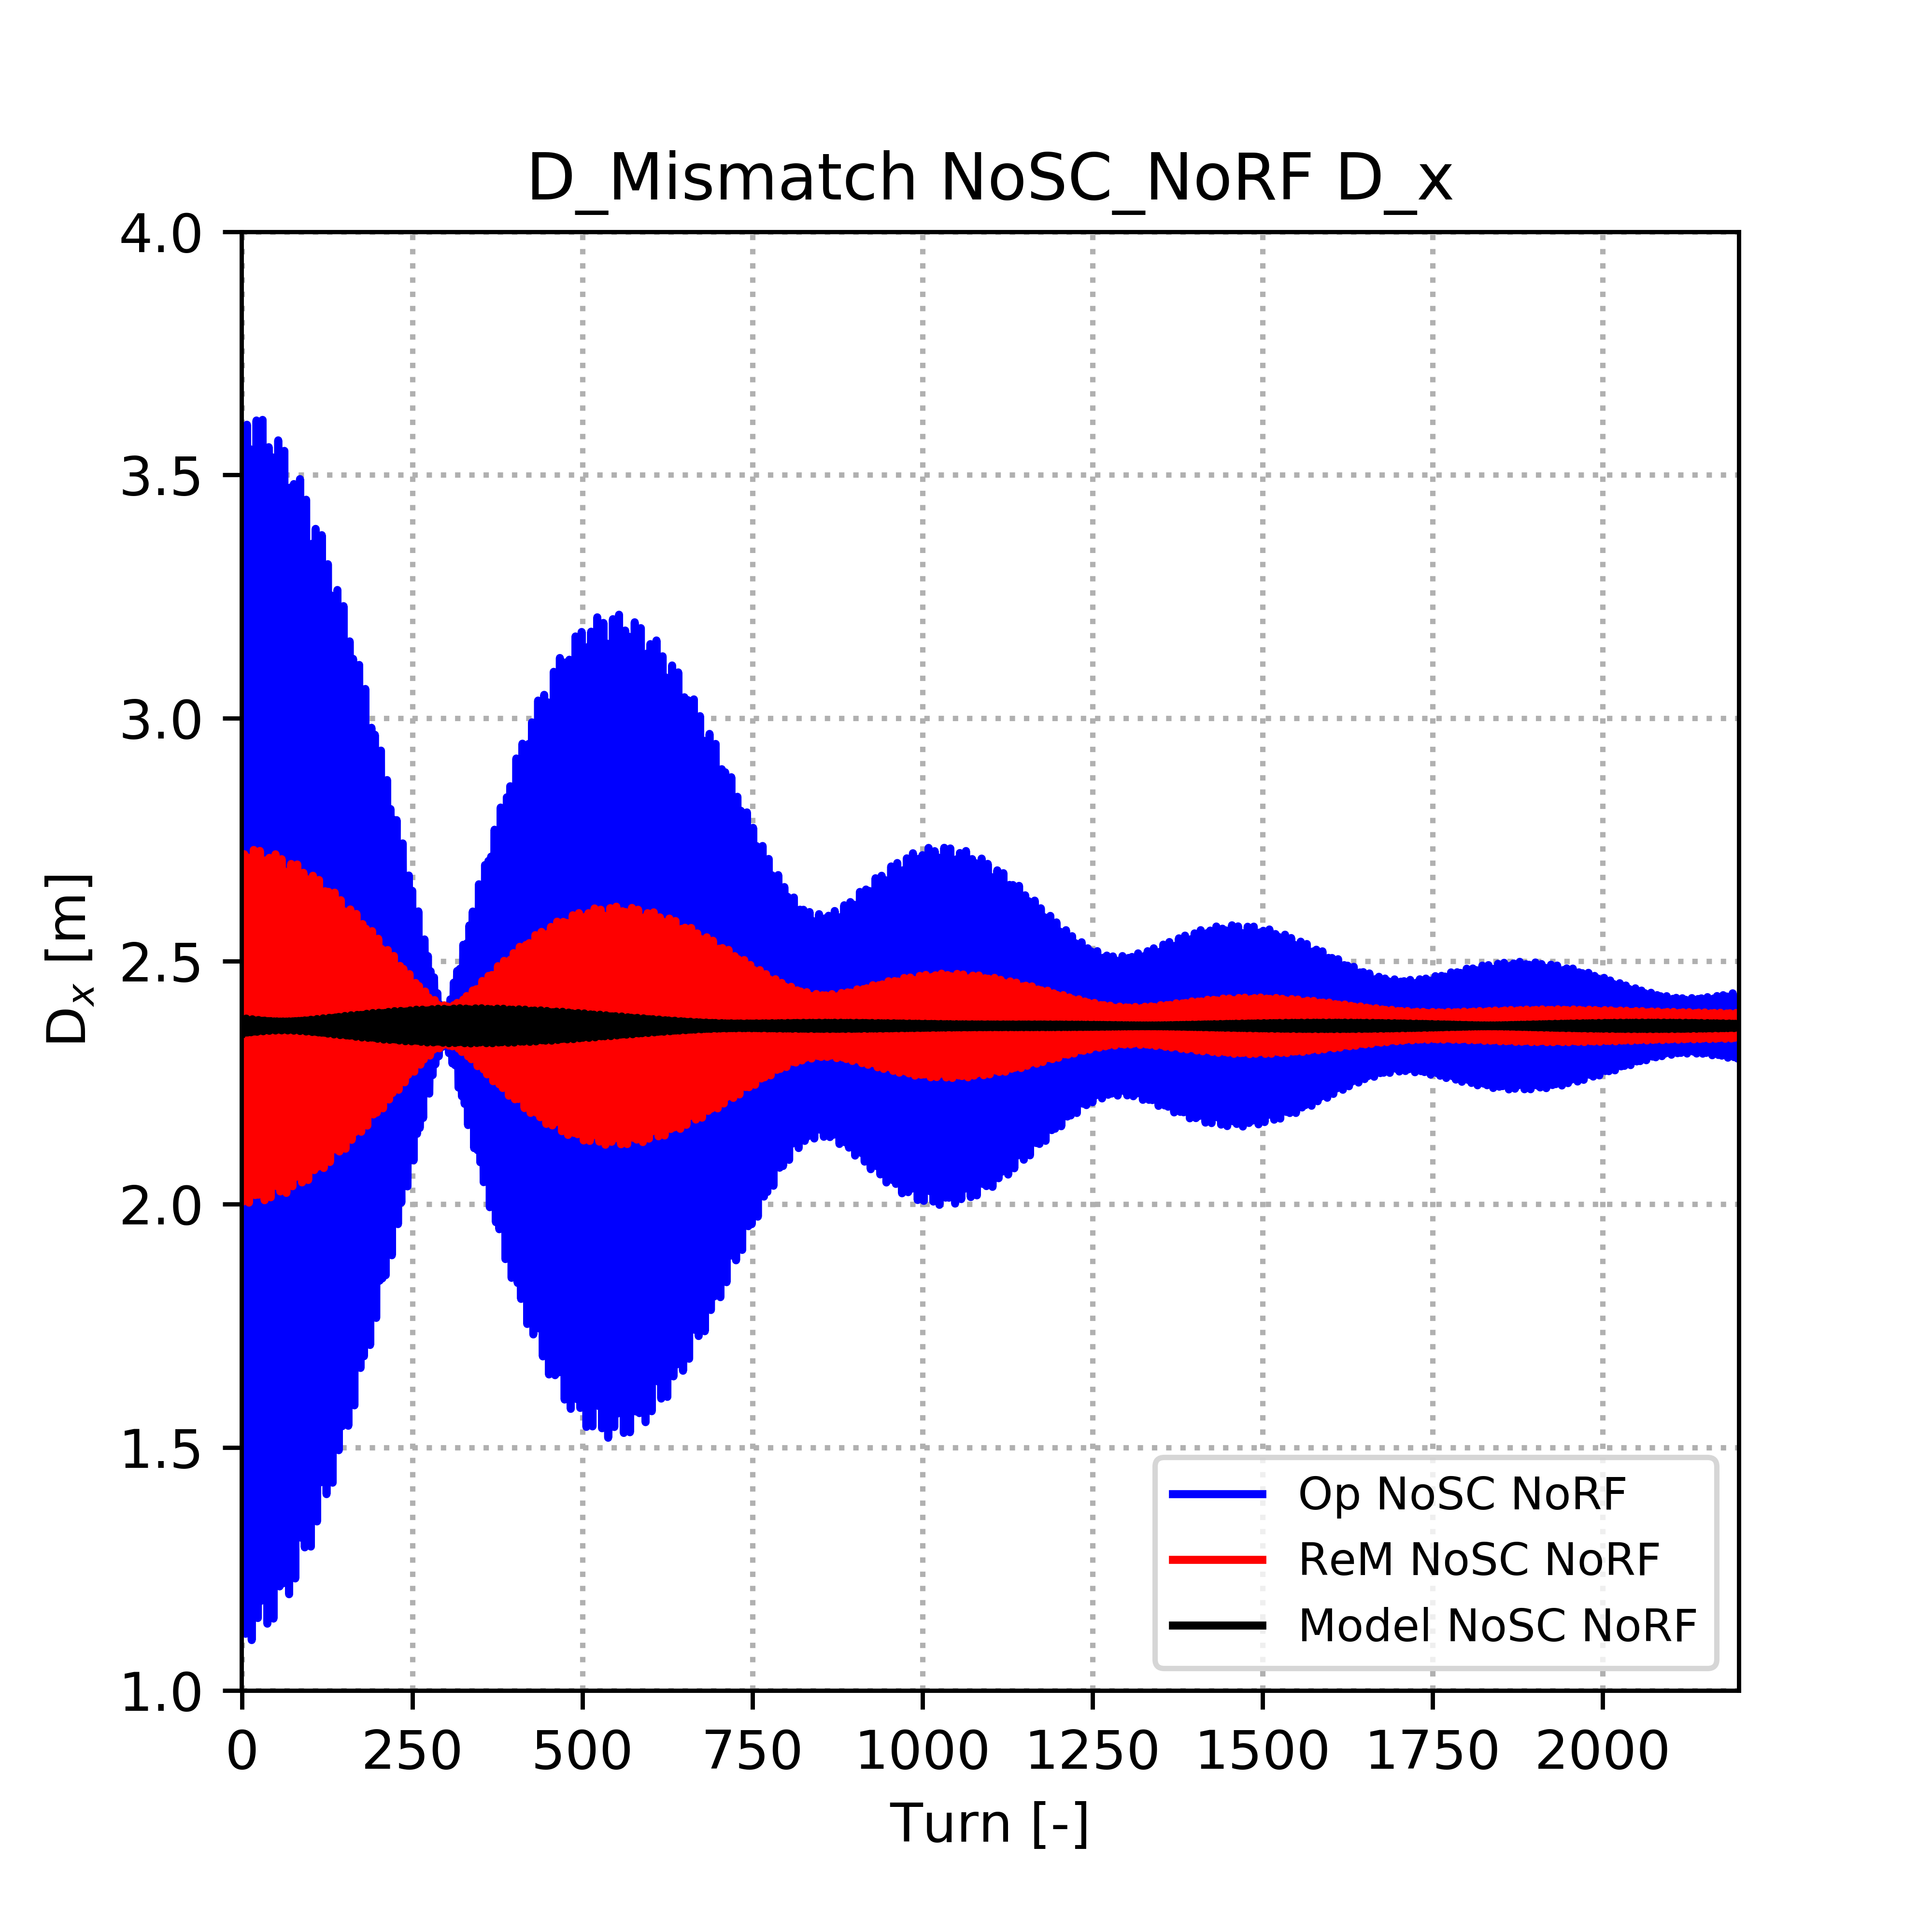 D_Mismatch NoSC_NoRF D_x
4.0
3.5
3.0
2.5
2.0
1.5
1.0
Dx [m]
Op NoSC NoRF
ReM NoSC NoRF
Model NoSC NoRF
0 250 500 750 1000 1250 1500 1750 2000
Turn [-]